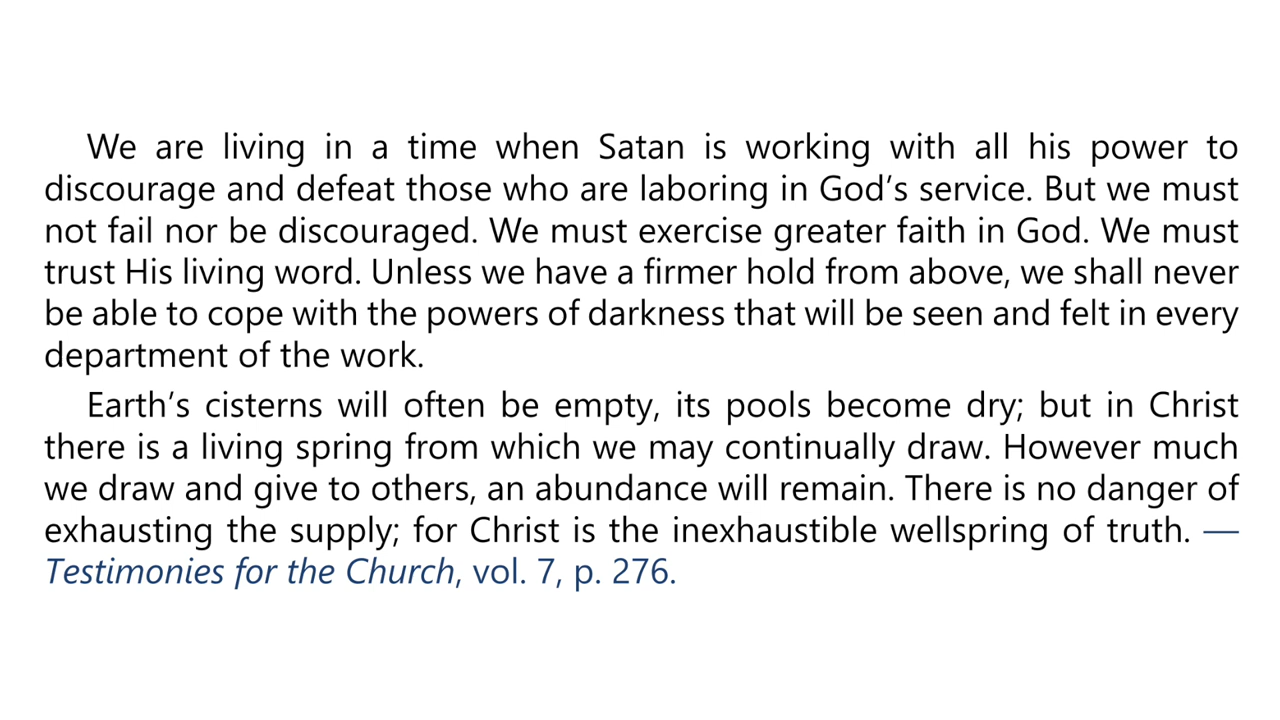 We are living in a time when Satan is working with all his power to
discourage and defeat those who are laboring in God’s service. But we must
not fail nor be discouraged. We must exercise greater faith in God. We must
trust His living word. Unless we have a firmer hold from above, we shall never
be able to cope with the powers of darkness that will be seen and felt in every
department of the work.
Earth’s cisterns will often be empty, its pools become dry; but in Christ
there is a living spring from which we may continually draw. However much
we draw and give to others, an abundance will remain. There is no danger of
exhausting the supply; for Christ is the inexhaustible wellspring of truth. —
Testimonies for the Church, vol. 7, p. 276.